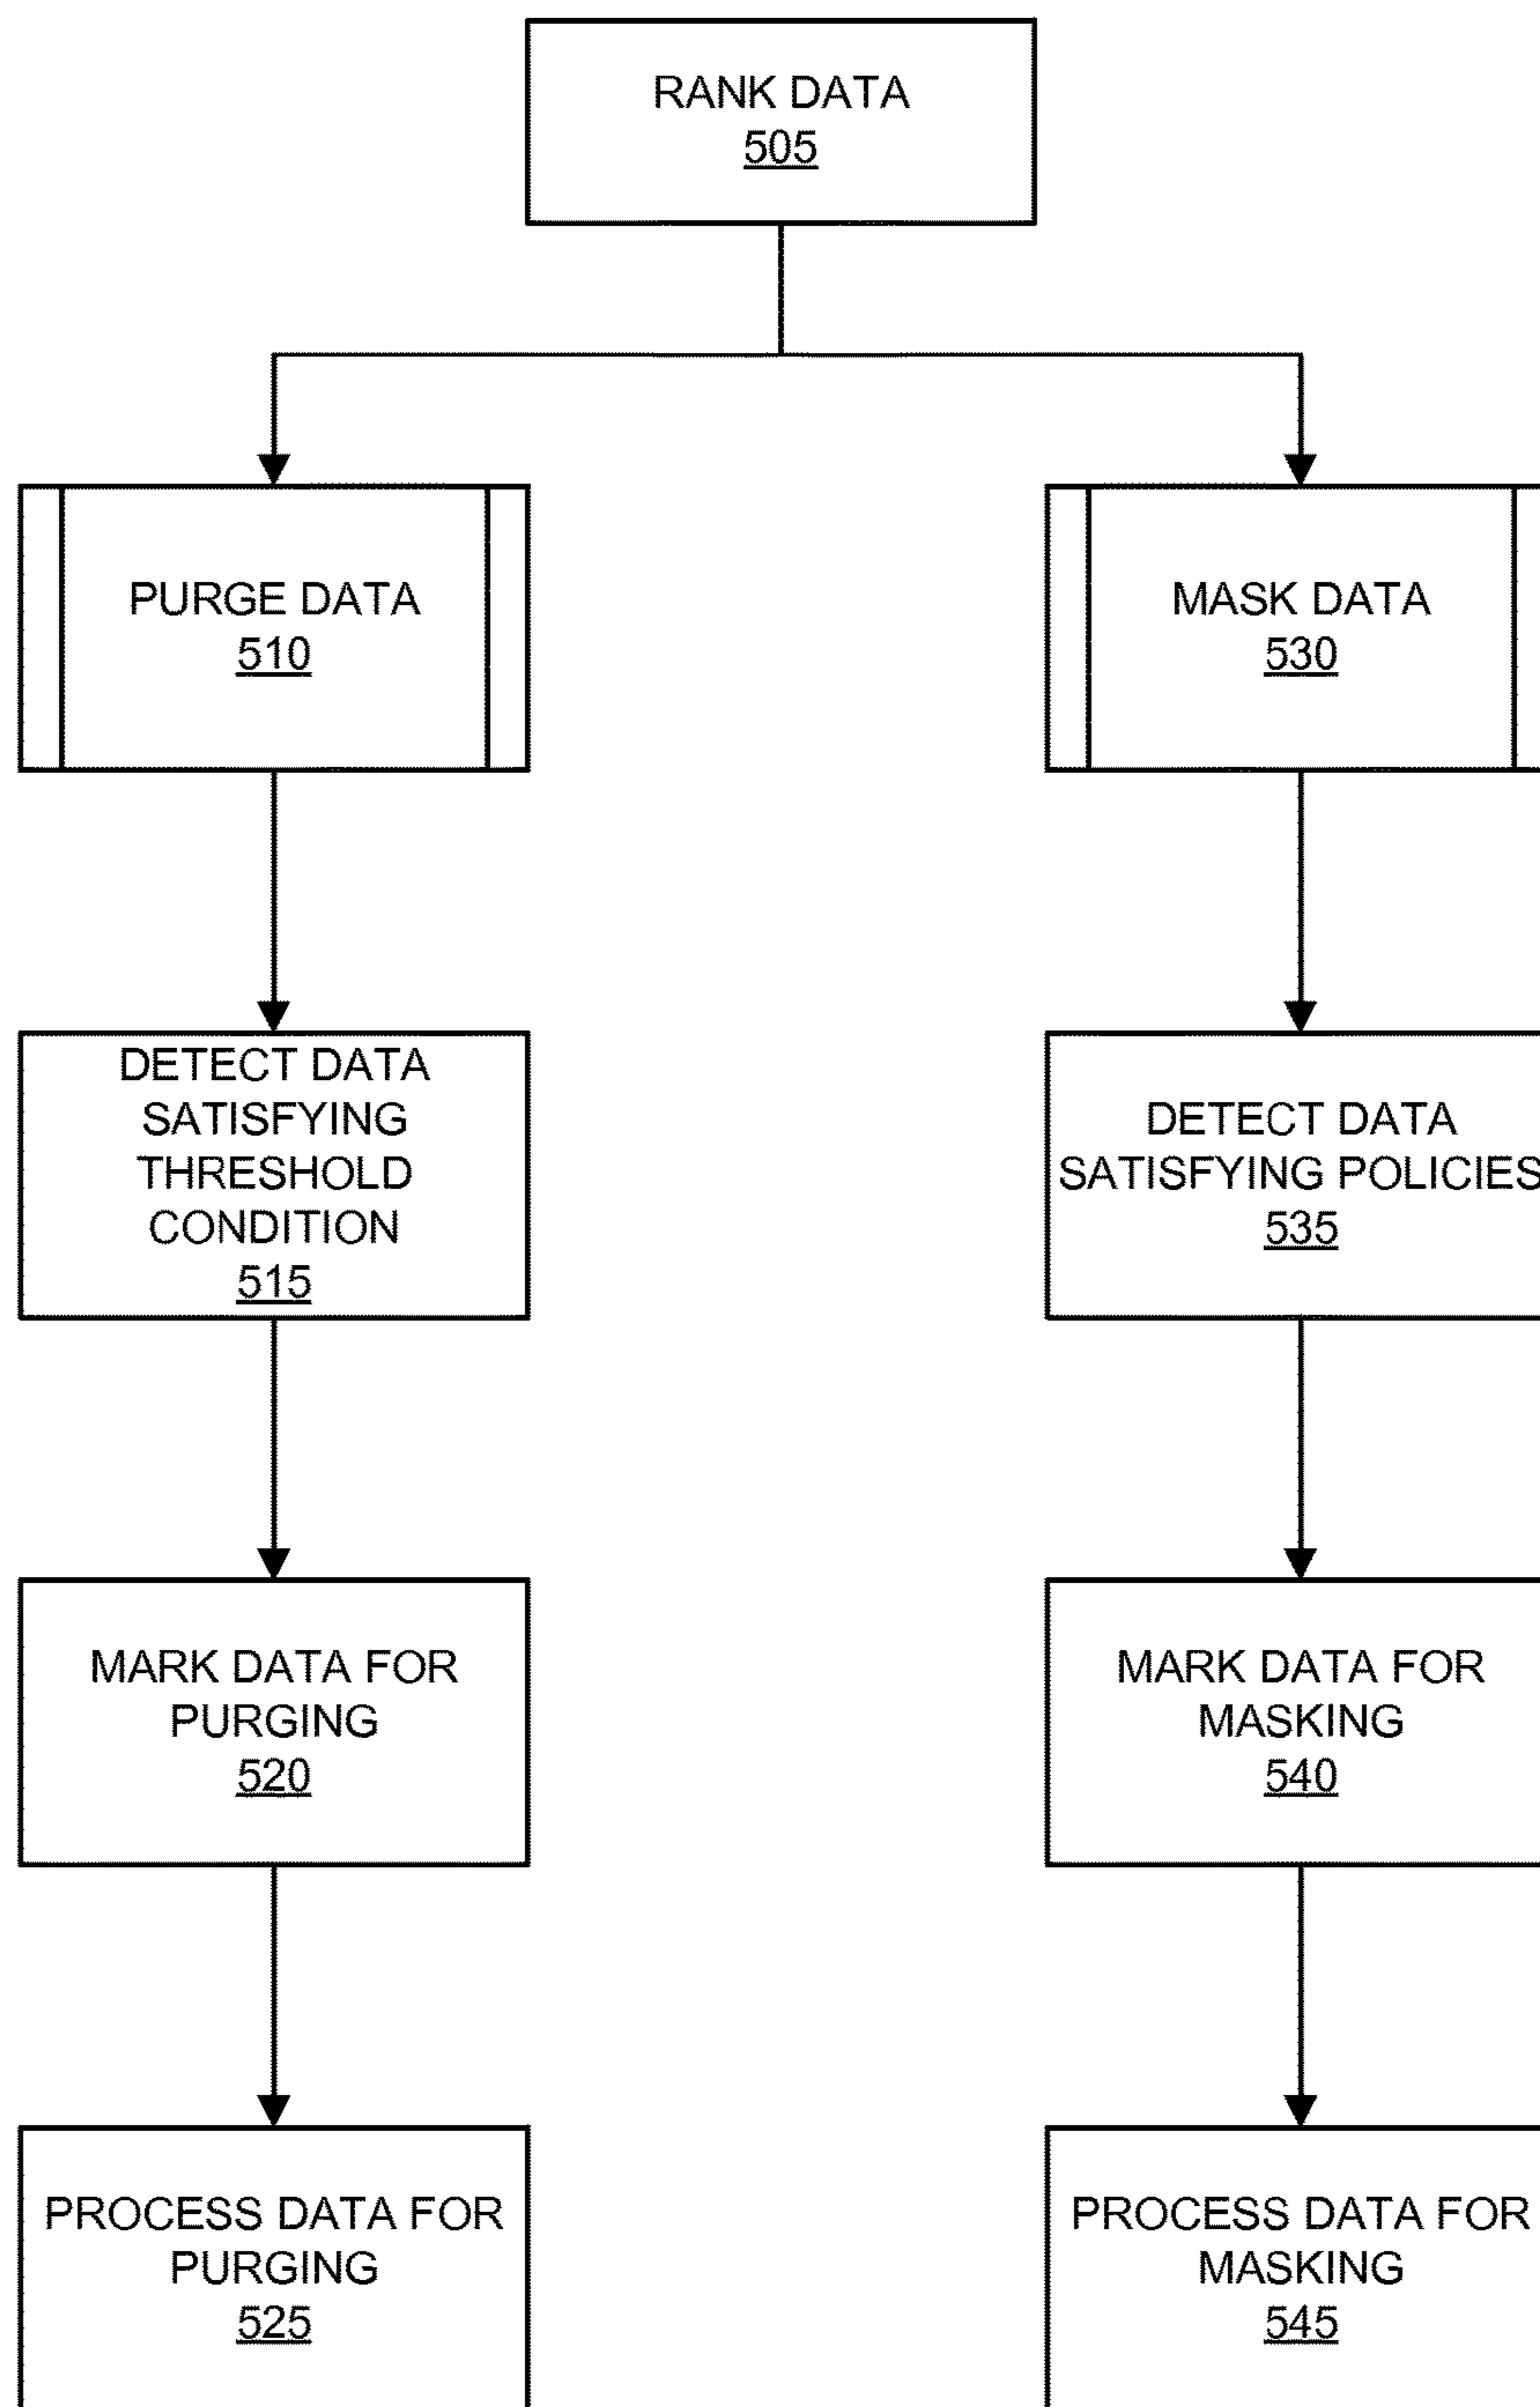 RANK DATA
505
PURGE DATA
510
MASK DATA
530
DETECT DATA
SATISFYING
THRESHOLD
CONDITION
515
DETECT DATA
SATISFYING POLICIES
535
MARK DATA FOR
PURGING
520
MARK DATA FOR
MASKING
540
PROCESS DATA FOR
PURGING
525
PROCESS DATA FOR
MASKING
545